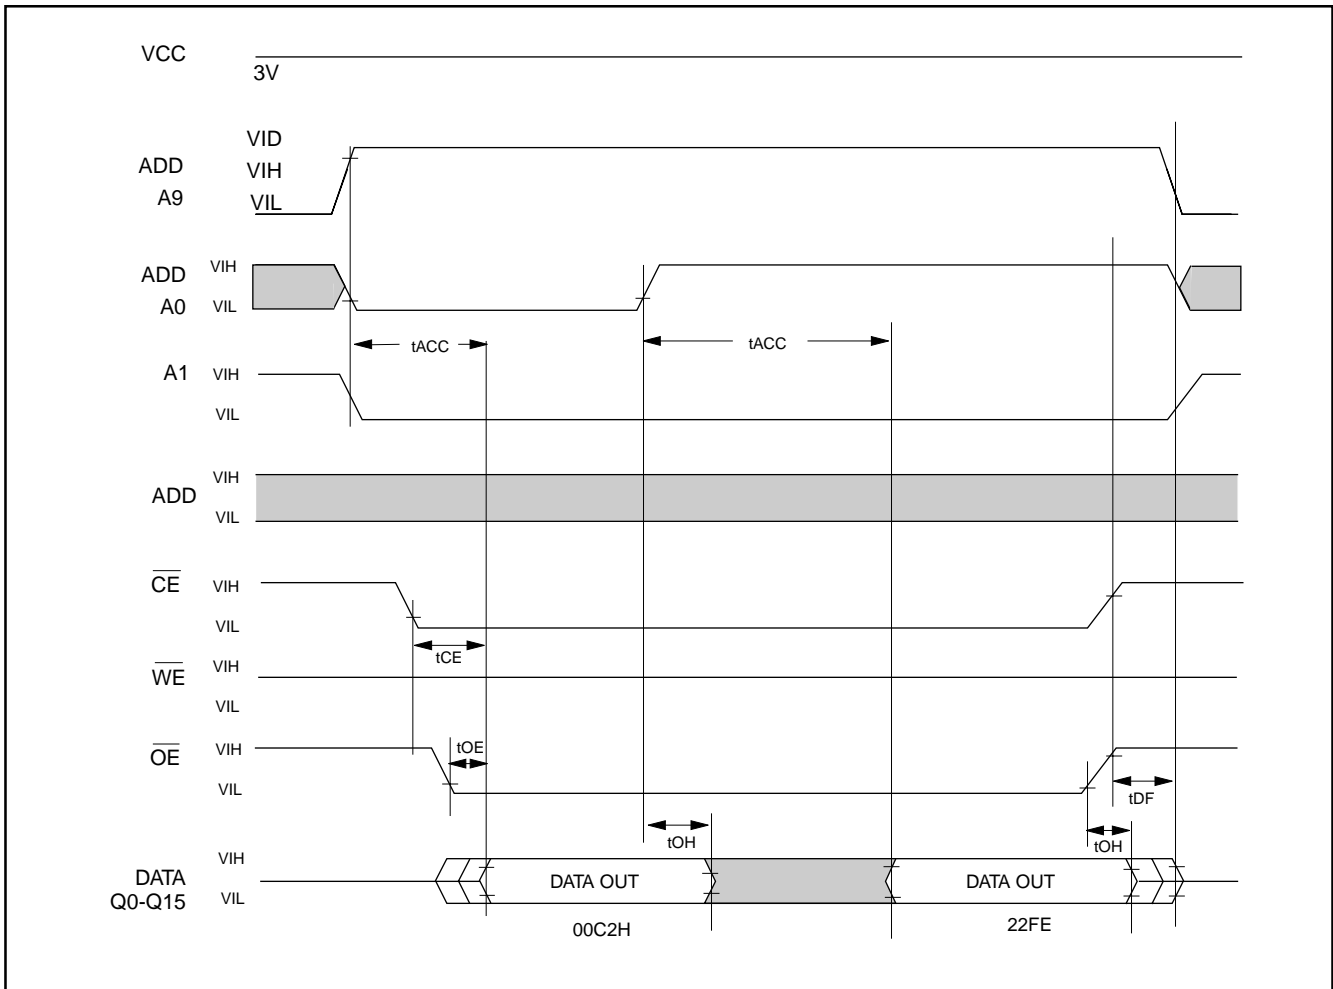 VCC
3V
VID
ADD
VIH
A9
VIL
ADD
VIH
A0
VIL
tACC
tACC
A1
VIH
VIL
VIH
ADD
VIL
CE
VIH
VIL
tCE
WE
VIH
VIL
OE
VIH
tOE
VIL
tDF
tOH
tOH
VIH
DATA
DATA OUT
DATA OUT
Q0-Q15
VIL
00C2H
22FE